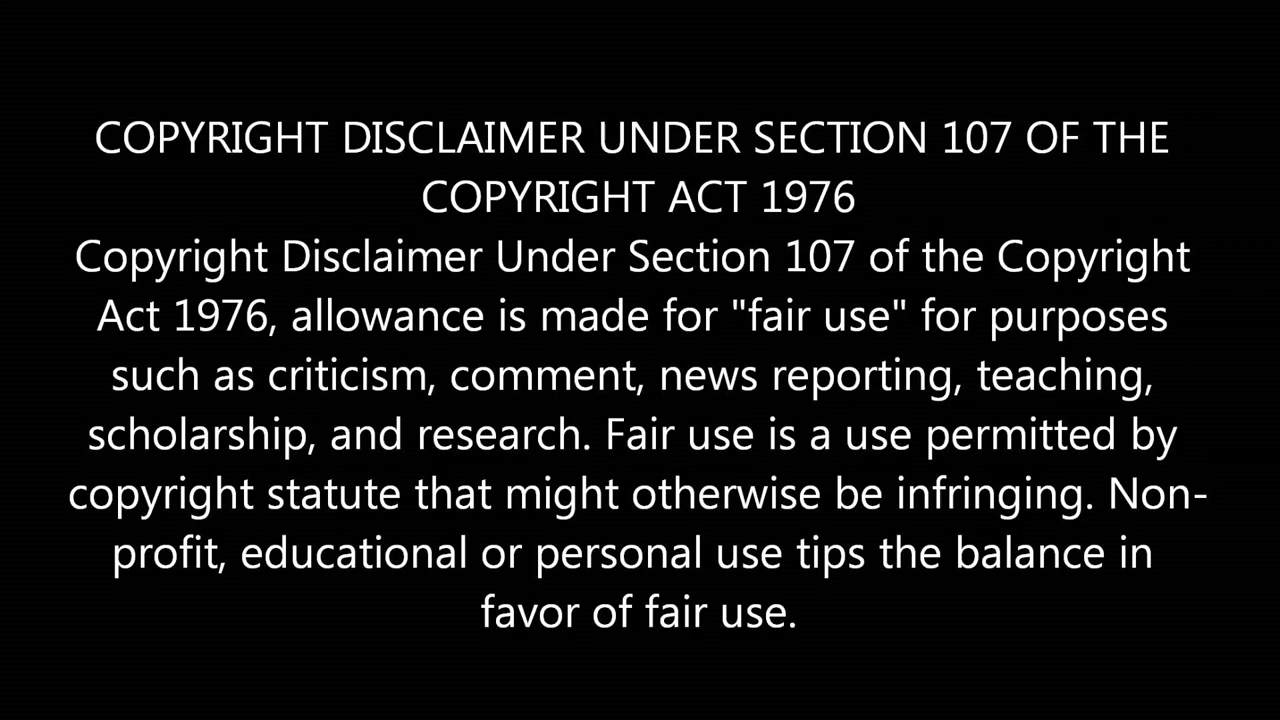 COPYRIGHT DISCLAIMER UNDER SECTION 107 OF THE
COPYRIGHT ACT 1976
Copyright Disclaimer Under Section 107 of the Copyright
Act 1976, allowance is made for "fair use" for purposes
such as criticism, comment, news reporting, teaching,
scholarship, and research. Fair use is a use permitted by
copyright statute that might otherwise be infringing. Non-
profit, educational or personal use tips the balance in
favor of fair use.